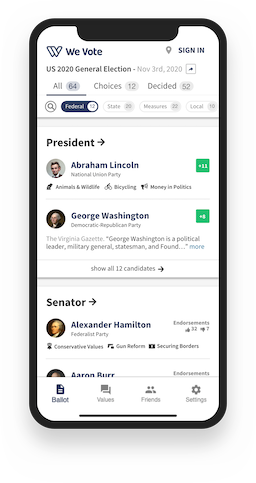 We Vote SIGN IN
US 2020 General Election - Nov 3rd, 2020
All 64 Choices 12 Decided 52
Federal 12 State 20 Measures 22 Local 10
President
Abraham Lincoln +11
National Union Party
Animals & Wildlife Bicycling Money in Politics
George Washington +8
Democratic-Republican Party
The Virginia Gazette. "George Washington is a political
leader, military general, statesman, and Found…" more
show all 12 candidates
Senator
Alexander Hamilton Endorsements
Federalist Party 32 7
Conservative Values Gun Reform Securing Borders
Aaron Burr Endorsements
Ballot Values Friends Settings